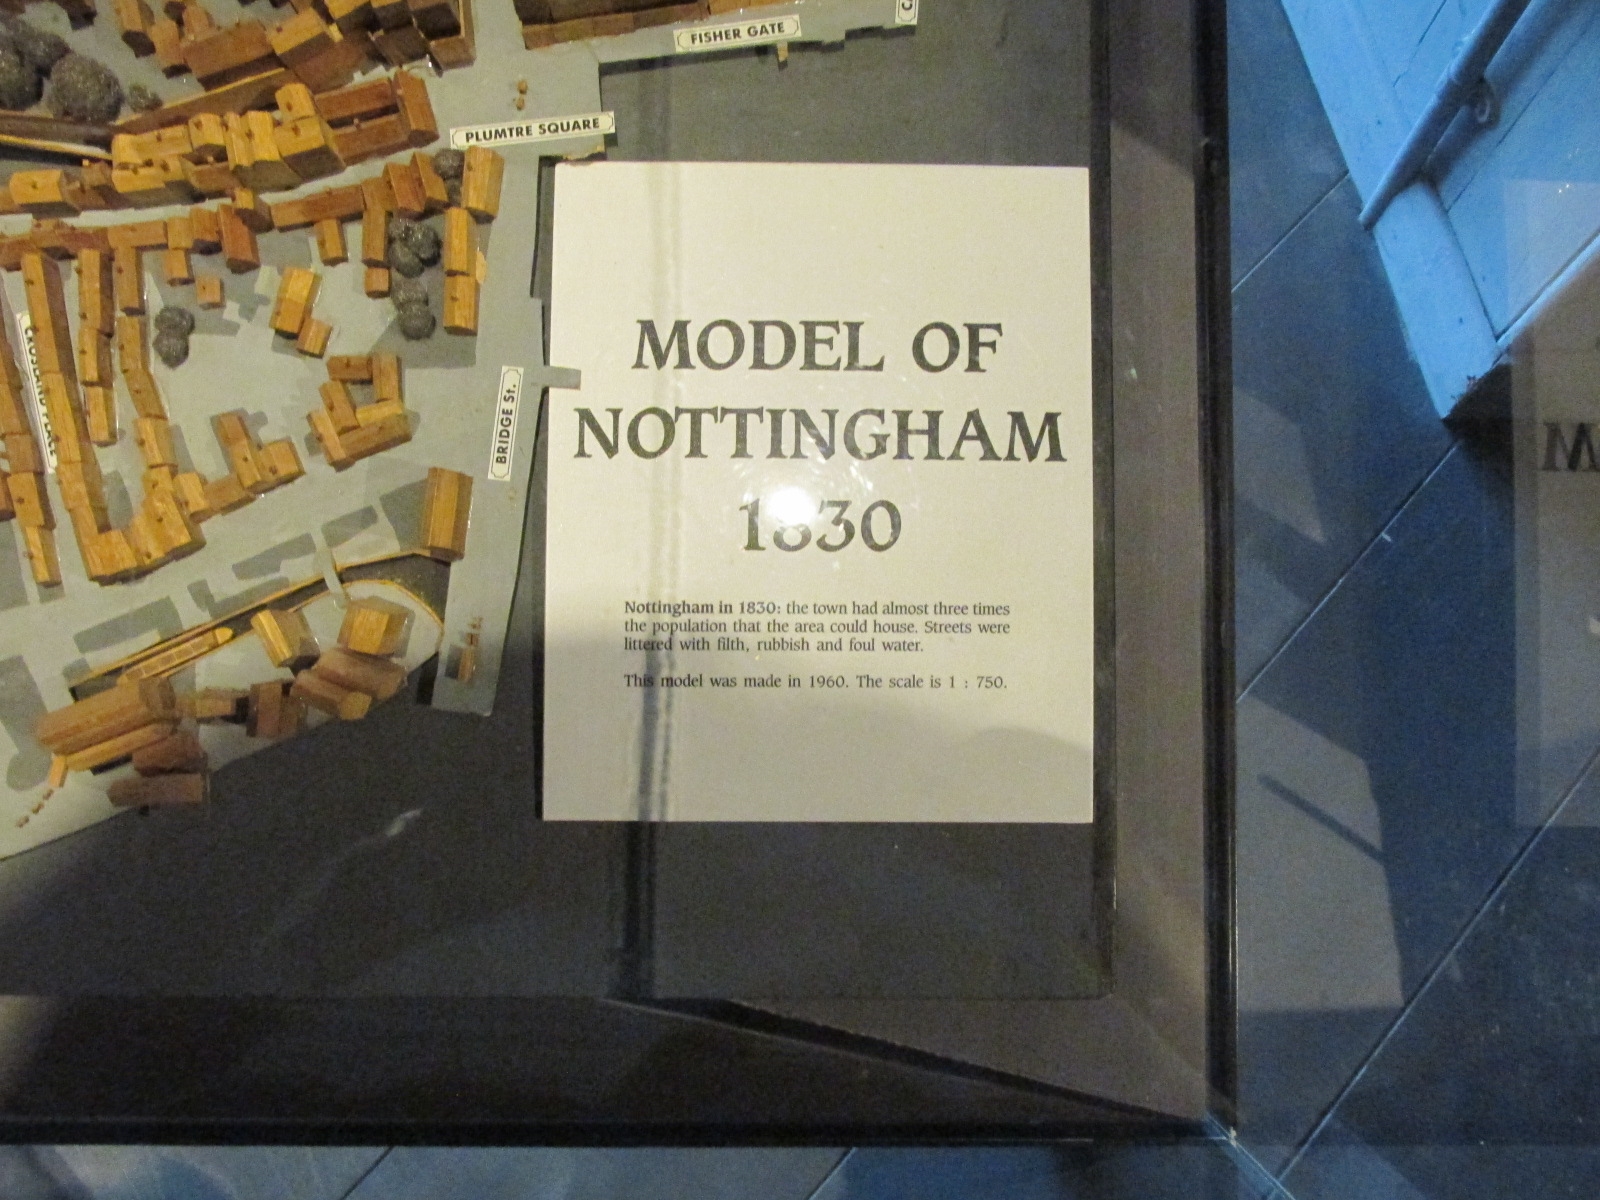 FISHER GATE
PLUMTRE SQUARE
BRIDGE St.
MODEL OF
NOTTINGHAM
1830
Nottingham in 1830: the town had almost three times
the population that the area could house. Streets were
littered with filth, rubbish and foul water.
This model was made in 1960. The scale is 1 : 750.